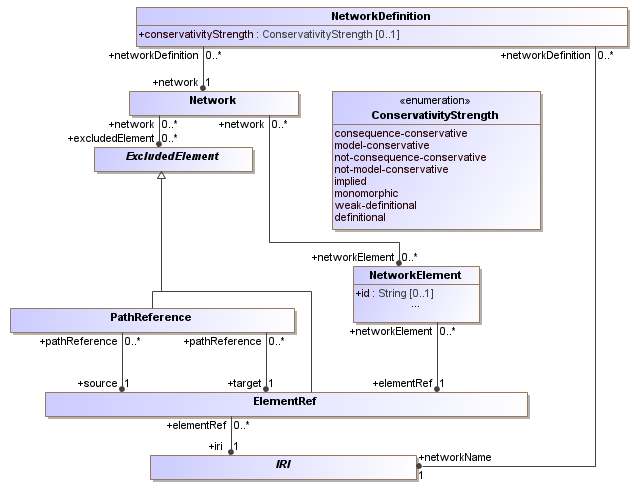 NetworkDefinition
+conservativityStrength : ConservativityStrength [0..1]
+networkDefinition 0..*
+networkDefinition 0..*
+network 1
Network
+network 0..*
+network 0..*
+excludedElement 0..*
ExcludedElement
«enumeration»
ConservativityStrength
consequence-conservative
model-conservative
not-consequence-conservative
not-model-conservative
implied
monomorphic
weak-definitional
definitional
+networkElement 0..*
NetworkElement
+id : String [0..1]
...
+networkElement 0..*
PathReference
+pathReference 0..*
+pathReference 0..*
+source 1
+target 1
+elementRef 1
ElementRef
+elementRef 0..*
+iri 1
IRI
+networkName
1